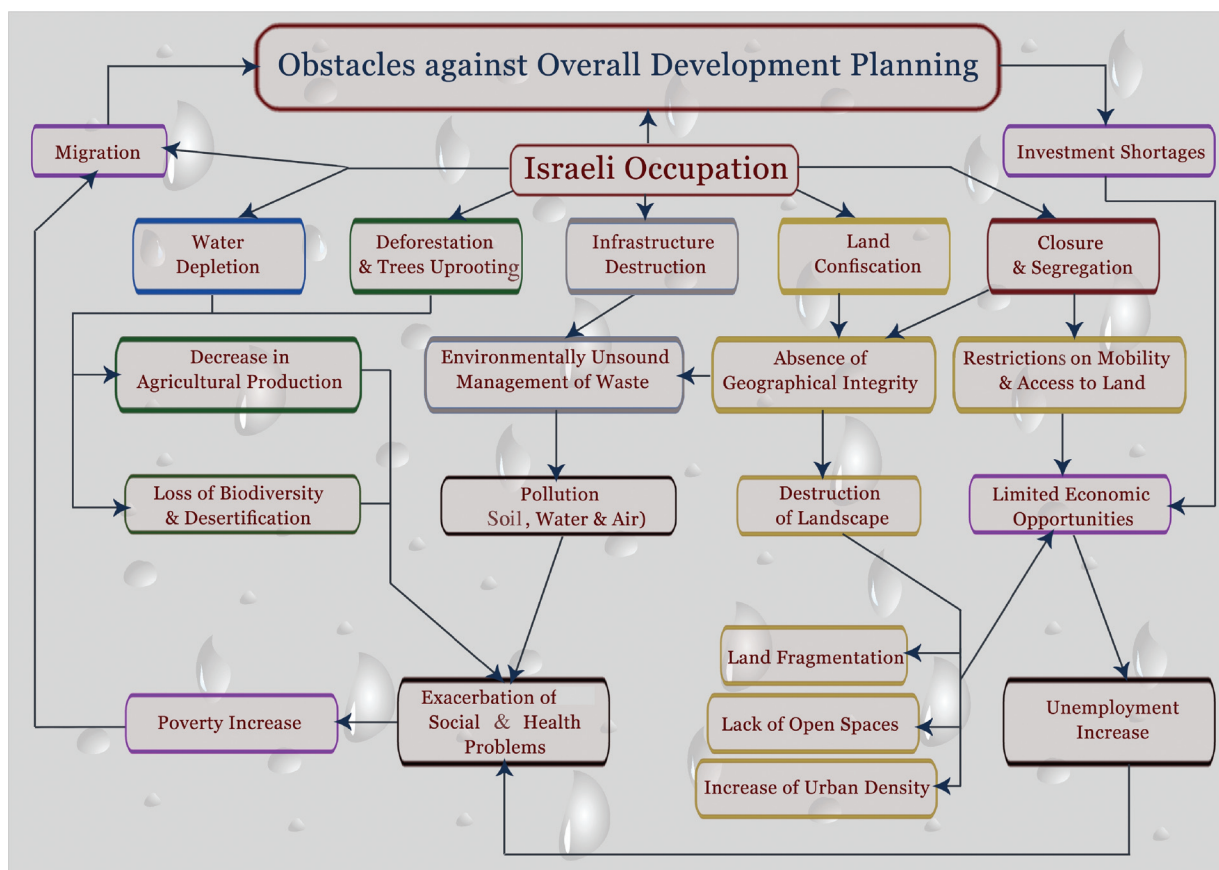 Obstacles against Overall Development Planning
Migration
Israeli Occupation
Investment Shortages
Water
Depletion
Deforestation
& Trees Uprooting
Infrastructure
Destruction
Land
Confiscation
Closure
& Segregation
Decrease in
Agricultural Production
Environmentally Unsound
Management of Waste
Absence of
Geographical Integrity
Restrictions on Mobility
& Access to Land
Loss of Biodiversity
& Desertification
Pollution
Soil, Water & Air)
Destruction
of Landscape
Limited Economic
Opportunities
Land Fragmentation
Poverty Increase
Exacerbation of
Social & Health
Problems
Lack of Open Spaces
Increase of Urban Density
Unemployment
Increase